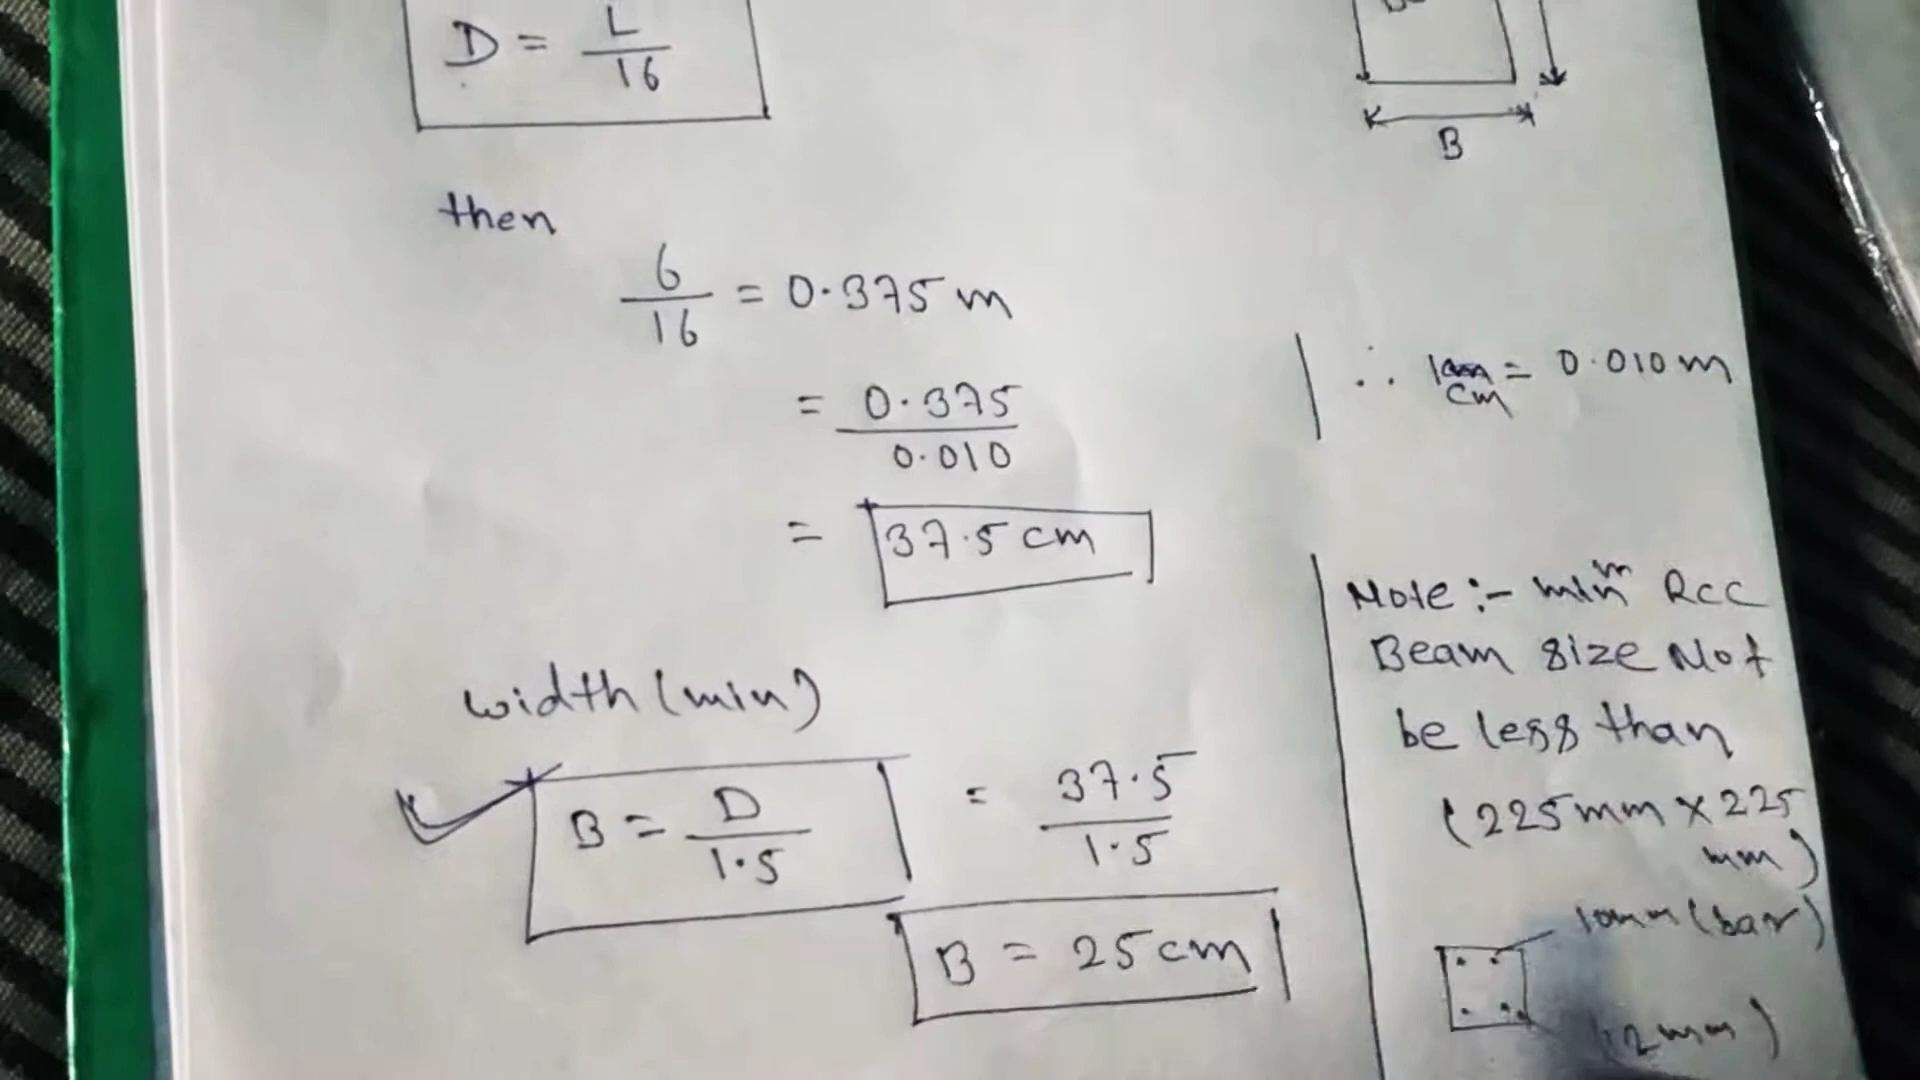 D = L/16
B
then
6/16 = 0.375 m
= 0.375/0.010
∴ 1cm = 0.010 m
= 37.5 cm
Note :- minm RCC
Beam size Not
be less than
(225mm x 225
mm)
width (min)
B = D/1.5 = 37.5/1.5
B = 25 cm
10mm (bar)
(12mm)